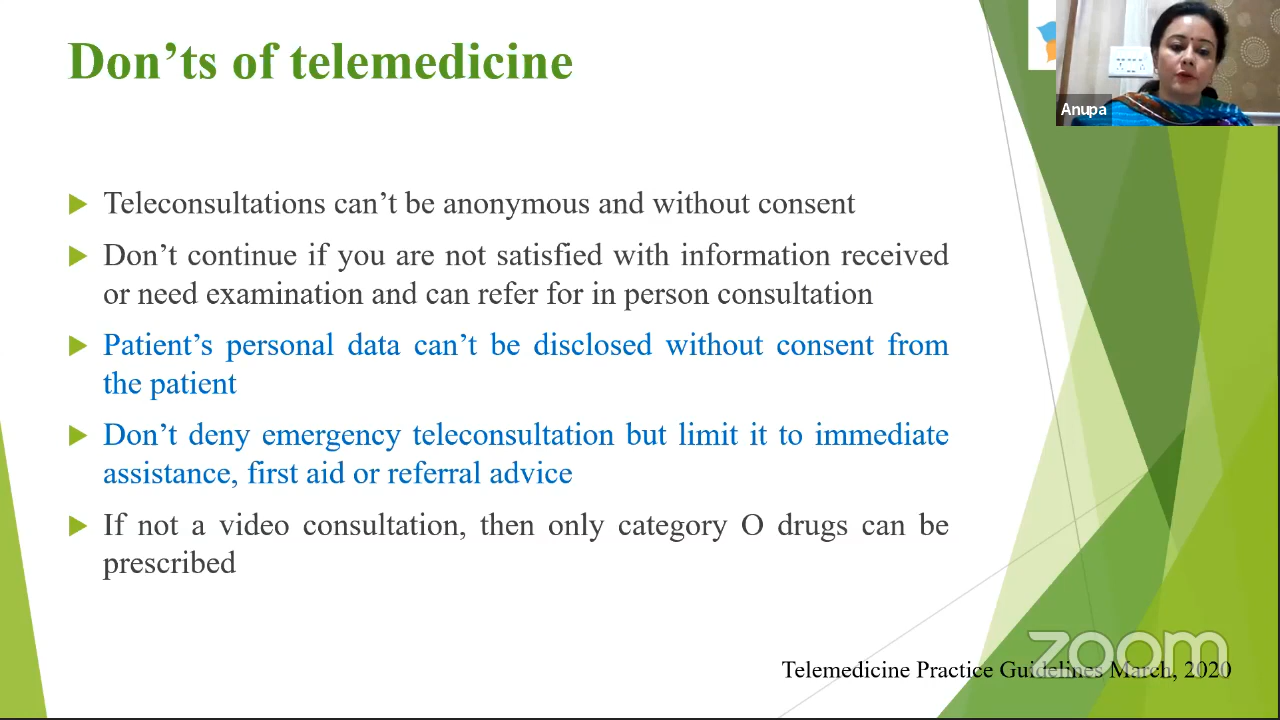 Don’ts of telemedicine
Anupa
Teleconsultations can’t be anonymous and without consent
Don’t continue if you are not satisfied with information received
or need examination and can refer for in person consultation
Patient’s personal data can’t be disclosed without consent from
the patient
Don’t deny emergency teleconsultation but limit it to immediate
assistance, first aid or referral advice
If not a video consultation, then only category O drugs can be
prescribed
zoom
Telemedicine Practice Guidelines March, 2020